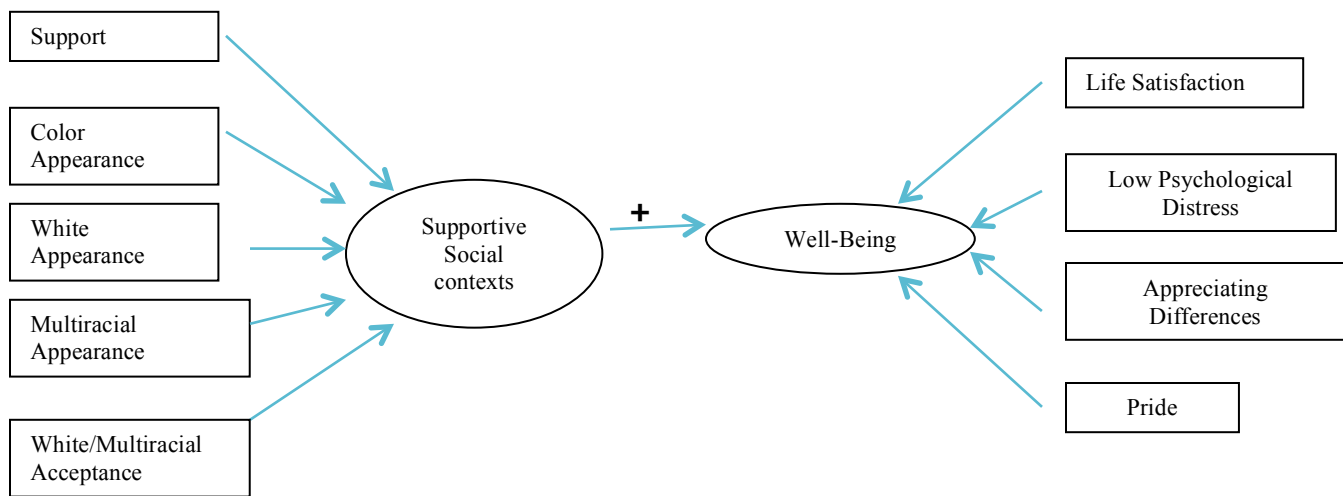 Support
Color
Appearance
White
Appearance
Multiracial
Appearance
White/Multiracial
Acceptance
Supportive
Social
contexts
+
Well-Being
Life Satisfaction
Low Psychological
Distress
Appreciating
Differences
Pride